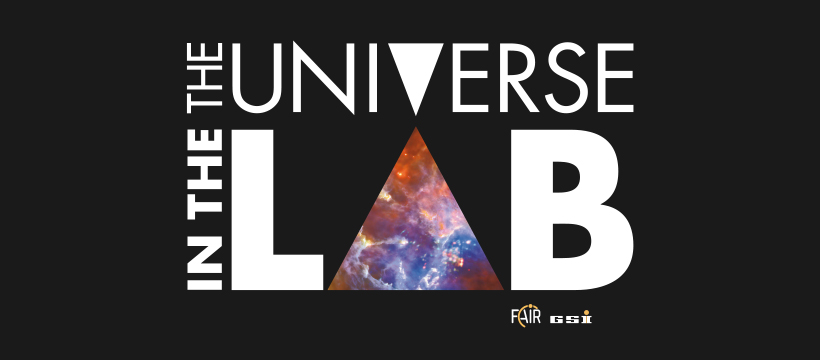 THE UNIVERSE
IN THE LAB
FAIR GSI